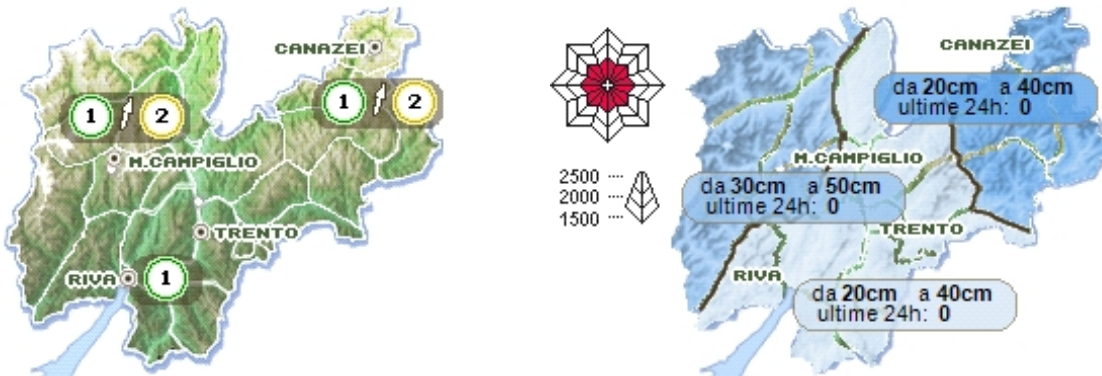 CANAZEI
1 2
1 2
M.CAMPIGLIO
TRENTO
RIVA
1
2500
2000
1500
CANAZEI
da 20cm a 40cm
ultime 24h: 0
M.CAMPIGLIO
da 30cm a 50cm
ultime 24h: 0
TRENTO
RIVA
da 20cm a 40cm
ultime 24h: 0